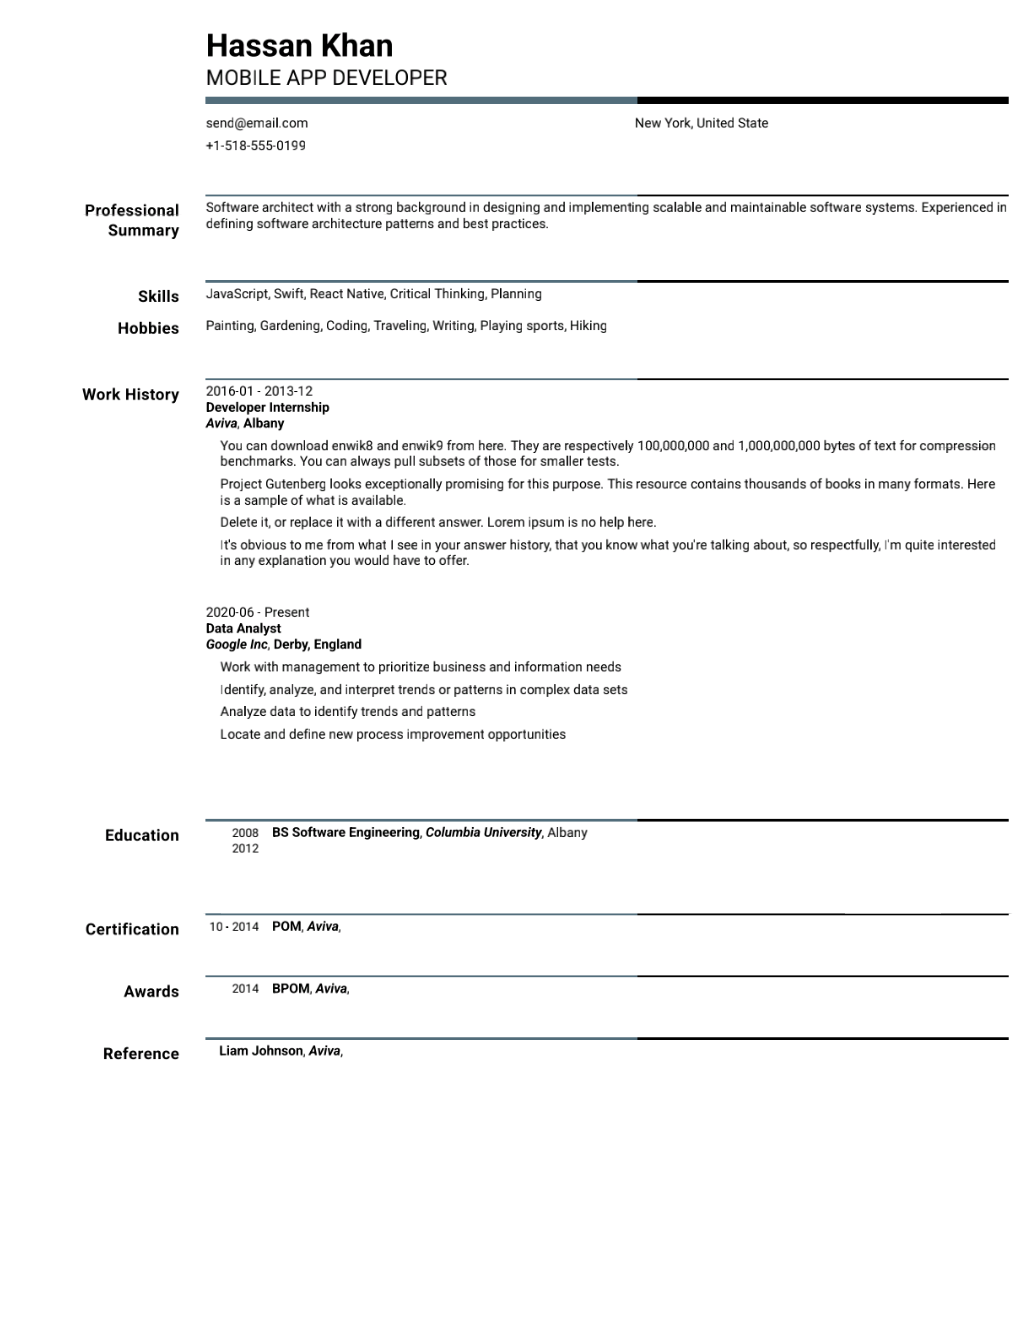 Hassan Khan
MOBILE APP DEVELOPER
send@email.com
New York, United State
+1-518-555-0199
Professional Summary
Software architect with a strong background in designing and implementing scalable and maintainable software systems. Experienced in
defining software architecture patterns and best practices.
Skills
JavaScript, Swift, React Native, Critical Thinking, Planning
Hobbies
Painting, Gardening, Coding, Traveling, Writing, Playing sports, Hiking
Work History
2016-01 - 2013-12
Developer Internship
Aviva, Albany
You can download enwik8 and enwik9 from here. They are respectively 100,000,000 and 1,000,000,000 bytes of text for compression
benchmarks. You can always pull subsets of those for smaller tests.
Project Gutenberg looks exceptionally promising for this purpose. This resource contains thousands of books in many formats. Here
is a sample of what is available.
Delete it, or replace it with a different answer. Lorem ipsum is no help here.
It's obvious to me from what I see in your answer history, that you know what you're talking about, so respectfully, I'm quite interested
in any explanation you would have to offer.
2020-06 - Present
Data Analyst
Google Inc, Derby, England
Work with management to prioritize business and information needs
Identify, analyze, and interpret trends or patterns in complex data sets
Analyze data to identify trends and patterns
Locate and define new process improvement opportunities
Education
2008 BS Software Engineering, Columbia University, Albany
2012
Certification
10 - 2014 POM, Aviva,
Awards
2014 BPOM, Aviva,
Reference
Liam Johnson, Aviva,